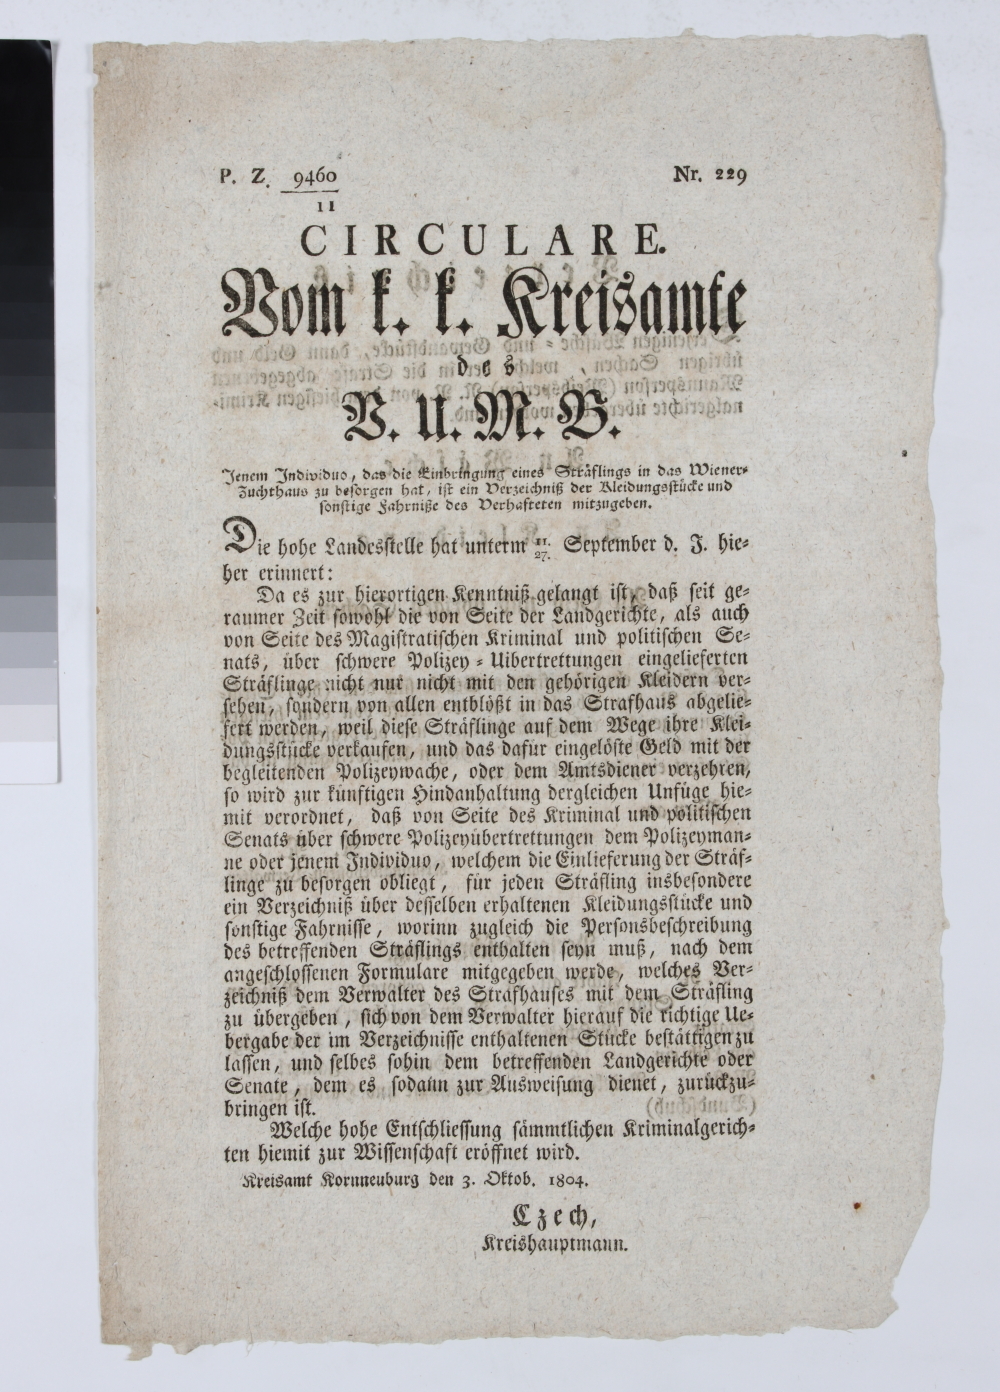 P. Z. 9460 Nr. 229
11
CIRCULARE.
Vom k. k. Kreisamte
des
V. U. M. B.
Jenem Individuo, das die Einbringung eines Sträflings in das Wiener-
Zuchthaus zu besorgen hat, ist ein Verzeichniß der Kleidungsstücke und
sonstige Fahrniße des Verhafteten mitzugeben.
Die hohe Landesstelle hat unterm 11/27. September d. J. hie-
her erinnert:
Da es zur hierortigen Kenntniß gelangt ist, daß seit ge-
raumer Zeit sowohl die von Seite der Landgerichte, als auch
von Seite des Magistratischen Kriminal und politischen Se-
nats, über schwere Polizey-Uibertrettungen eingelieferten
Sträflinge nicht nur nicht mit den gehörigen Kleidern ver-
sehen, sondern von allen entblößt in das Strafhaus abgelie-
fert werden, weil diese Sträflinge auf dem Wege ihre Klei-
dungsstücke verkaufen, und das dafür eingelößte Geld mit der
begleitenden Polizeywache, oder dem Amtsdiener verzehren,
so wird zur künftigen Hindanhaltung dergleichen Unfüge hie-
mit verordnet, daß von Seite des Kriminal und politischen
Senats über schwere Polizeyübertrettungen dem Polizeyman-
ne oder jenem Individuo, welchem die Einlieferung der Sträf-
linge zu besorgen obliegt, für jeden Sträfling insbesondere
ein Verzeichniß über desselben erhaltenen Kleidungsstücke und
sonstige Fahrnisse, worinn zugleich die Personsbeschreibung
des betreffenden Sträflings enthalten seyn muß, nach dem
angeschlossenen Formulare mitgegeben werde, welches Ver-
zeichniß dem Verwalter des Strafhauses mit dem Sträfling
zu übergeben, sich von dem Verwalter hierauf die richtige Ue-
bergabe der im Verzeichnisse enthaltenen Stücke bestättigen zu
lassen, und selbes sohin dem betreffenden Landgerichte oder
Senate, dem es sodann zur Ausweisung dienet, zurückzu-
bringen ist.
Welche hohe Entschliessung sämmtlichen Kriminalgerich-
ten hiemit zur Wissenschaft eröffnet wird.
Kreisamt Kornneuburg den 3. Oktob. 1804.
Czech,
Kreishauptmann.